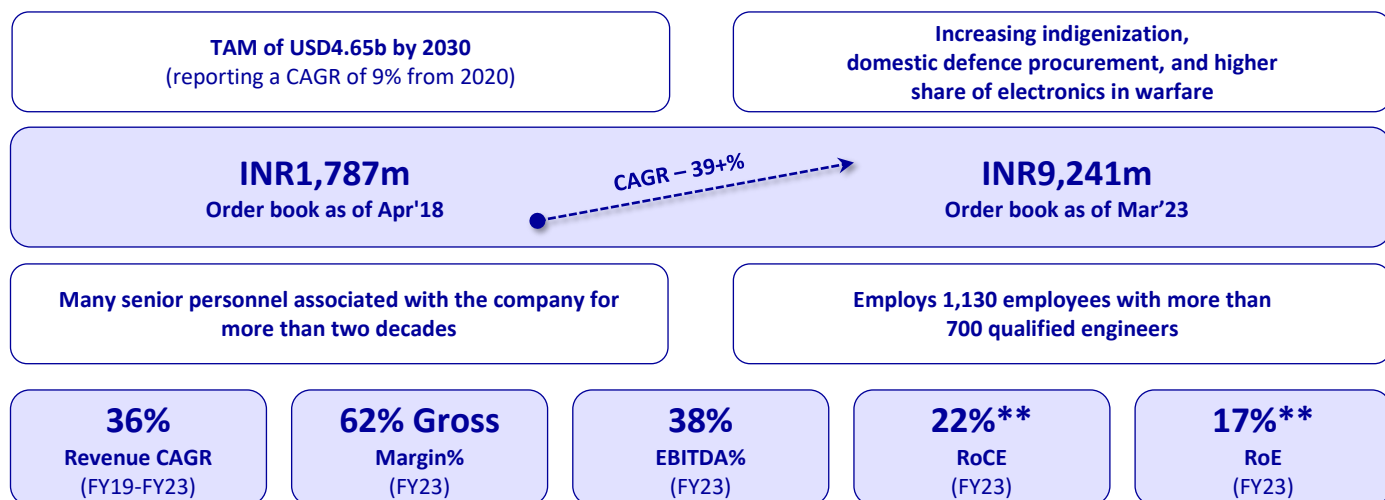 TAM of USD4.65b by 2030
(reporting a CAGR of 9% from 2020)
Increasing indigenization,
domestic defence procurement, and higher
share of electronics in warfare
INR1,787m
Order book as of Apr'18
CAGR – 39+%
INR9,241m
Order book as of Mar’23
Many senior personnel associated with the company for
more than two decades
Employs 1,130 employees with more than
700 qualified engineers
36%
Revenue CAGR
(FY19-FY23)
62% Gross
Margin%
(FY23)
38%
EBITDA%
(FY23)
22%**
RoCE
(FY23)
17%**
RoE
(FY23)